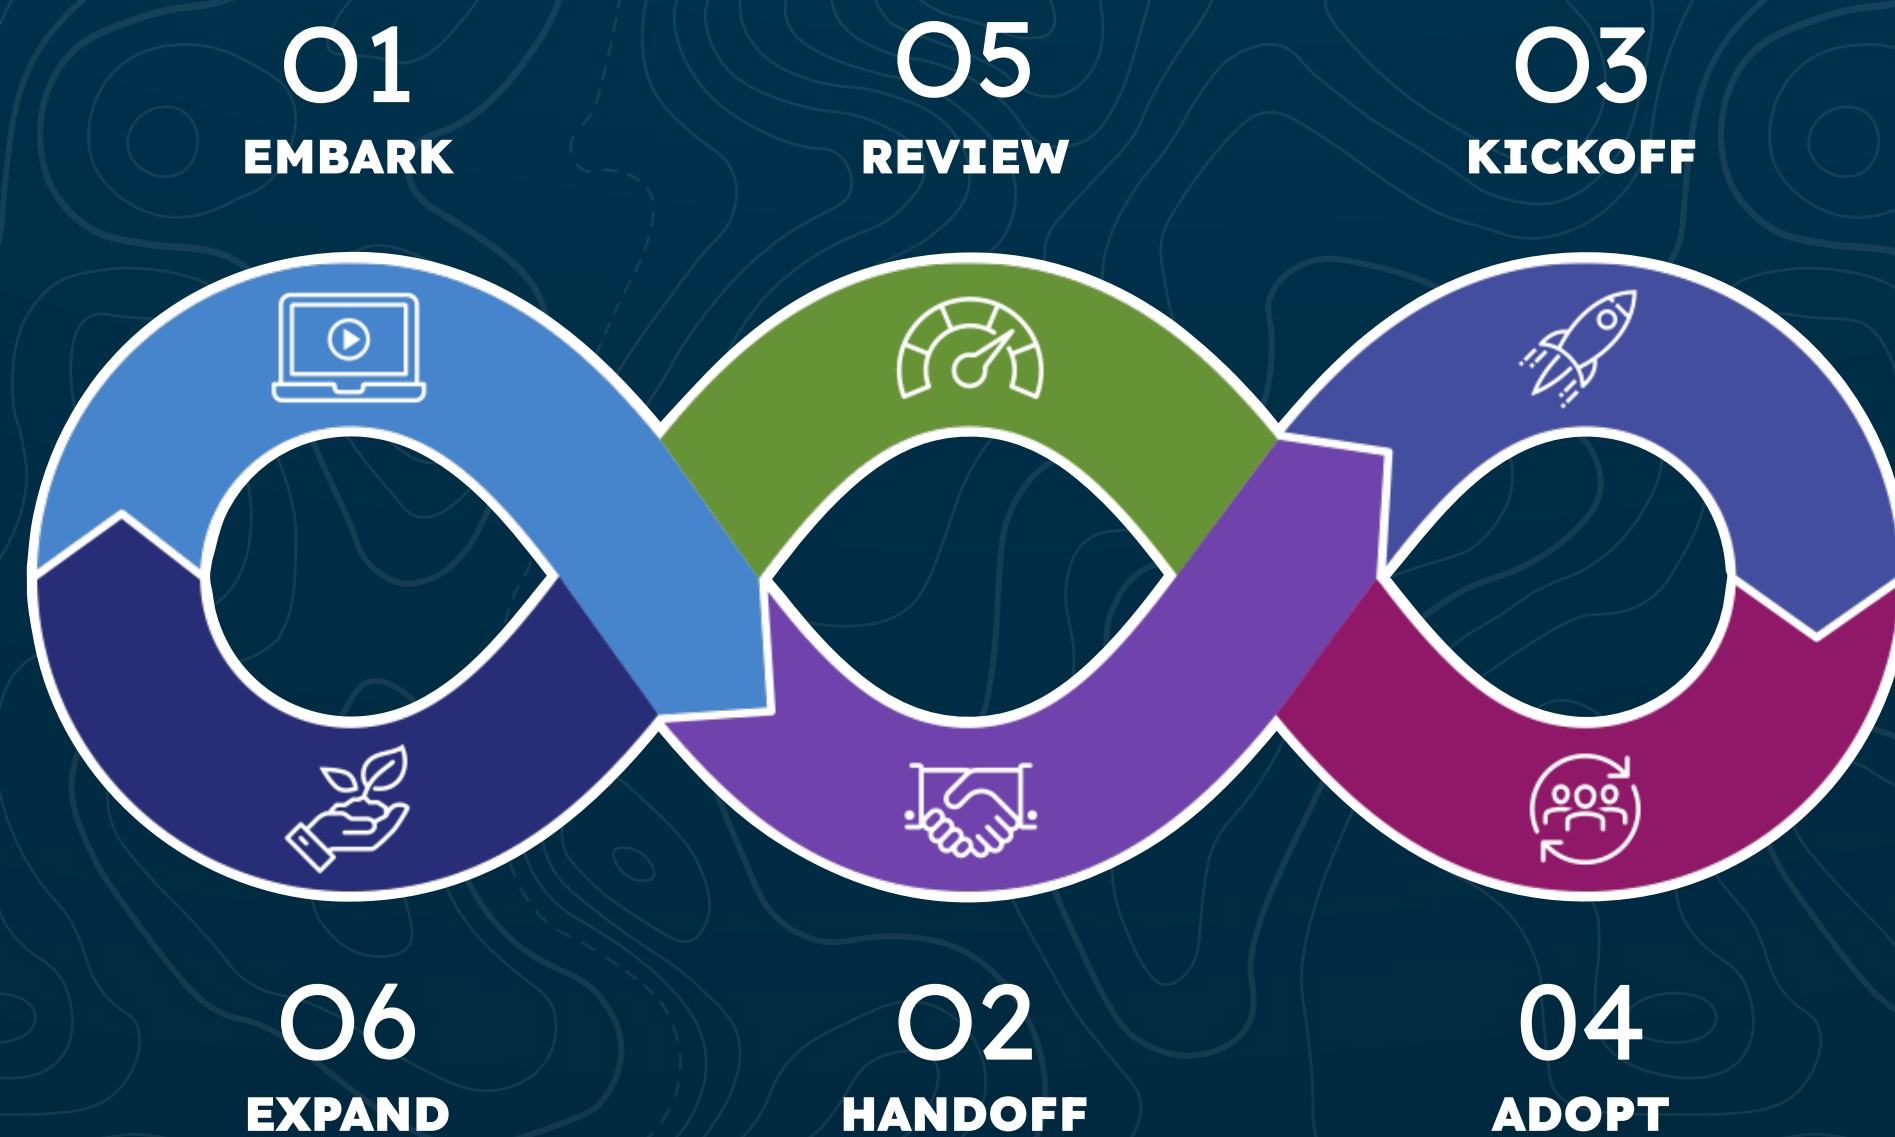 01
EMBARK
05
REVIEW
03
KICKOFF
06
EXPAND
02
HANDOFF
04
ADOPT